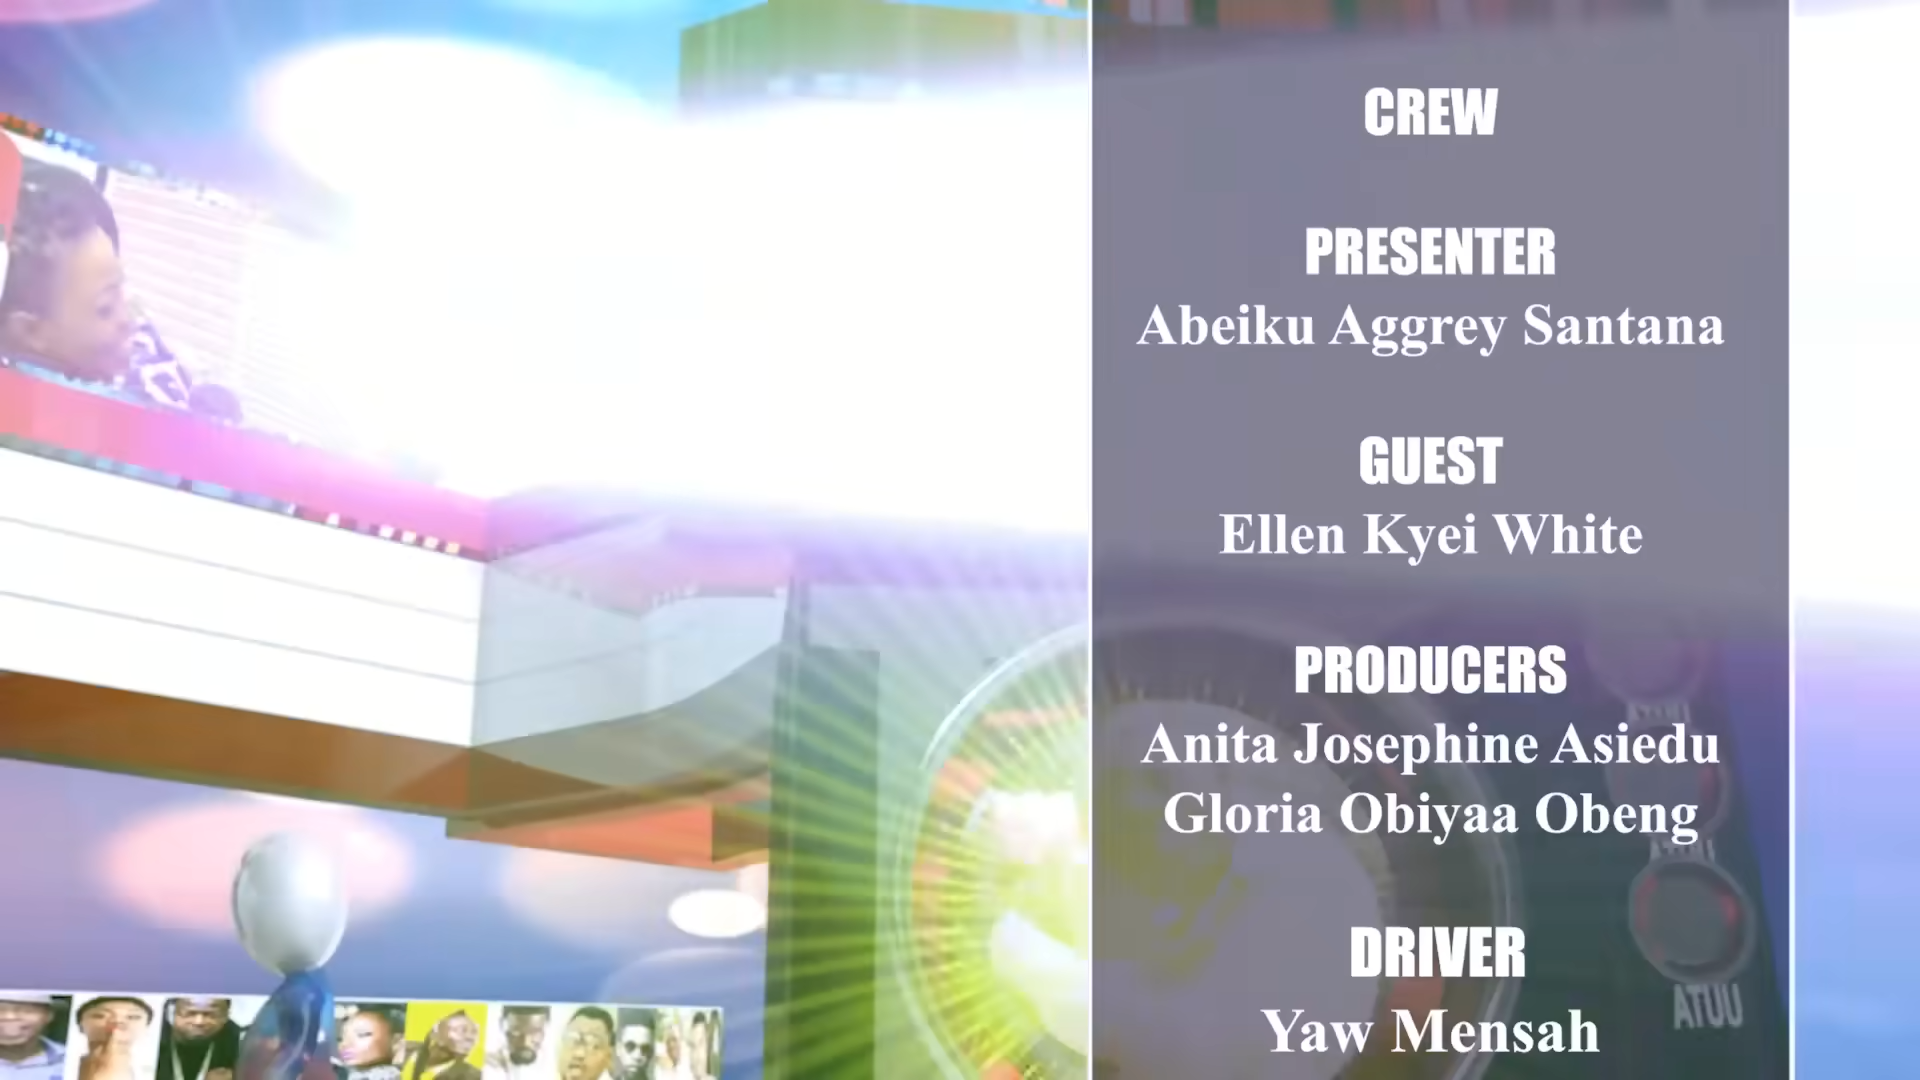 CREW
PRESENTER
Abeiku Aggrey Santana
GUEST
Ellen Kyei White
PRODUCERS
Anita Josephine Asiedu
Gloria Obiyaa Obeng
DRIVER
Yaw Mensah
ATUU